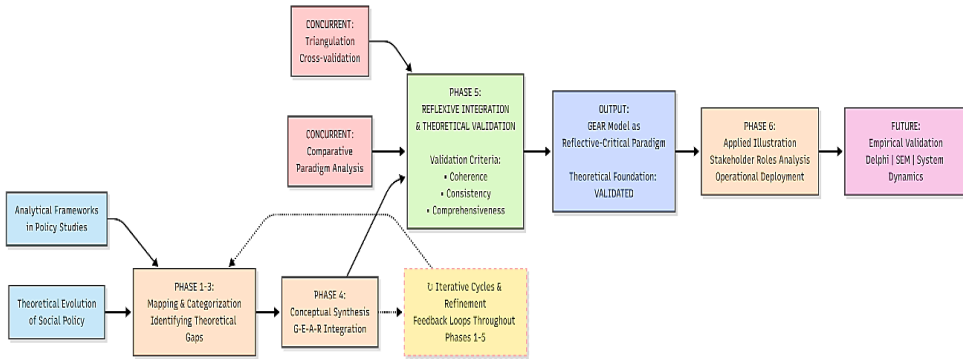 CONCURRENT:
Triangulation
Cross-validation
CONCURRENT:
Comparative
Paradigm Analysis
Analytical Frameworks
in Policy Studies
Theoretical Evolution
of Social Policy
PHASE 1-3:
Mapping & Categorization
Identifying Theoretical
Gaps
PHASE 4:
Conceptual Synthesis
G-E-A-R Integration
↻ Iterative Cycles &
Refinement
Feedback Loops Throughout
Phases 1-5
PHASE 5:
REFLEXIVE INTEGRATION
& THEORETICAL VALIDATION
Validation Criteria:
• Coherence
• Consistency
• Comprehensiveness
OUTPUT:
GEAR Model as
Reflective-Critical Paradigm
Theoretical Foundation:
VALIDATED
PHASE 6:
Applied Illustration
Stakeholder Roles Analysis
Operational Deployment
FUTURE:
Empirical Validation
Delphi | SEM | System
Dynamics